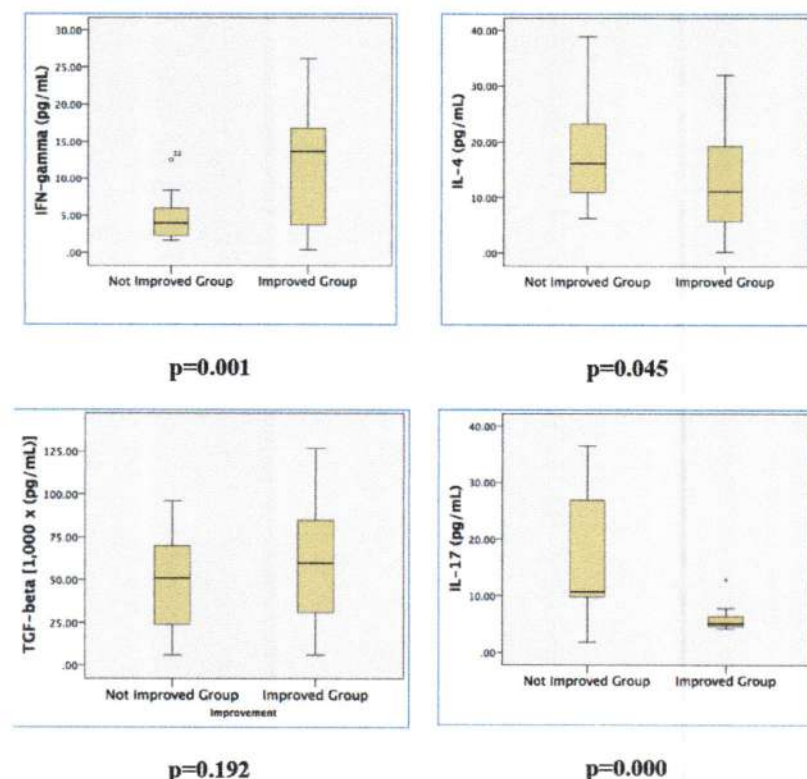 IFN-gamma (pg/mL)
30.00
25.00
20.00
15.00
10.00
5.00
.00
32
Not Improved Group
Improved Group
p=0.001
IL-4 (pg/mL)
40.00
30.00
20.00
10.00
.00
Not Improved Group
Improved Group
p=0.045
TGF-beta [1,000 x (pg/mL)]
125.00
100.00
75.00
50.00
25.00
.00
Not Improved Group
Improved Group
Improvement
p=0.192
IL-17 (pg/mL)
40.00
30.00
20.00
10.00
.00
Not Improved Group
Improved Group
p=0.000